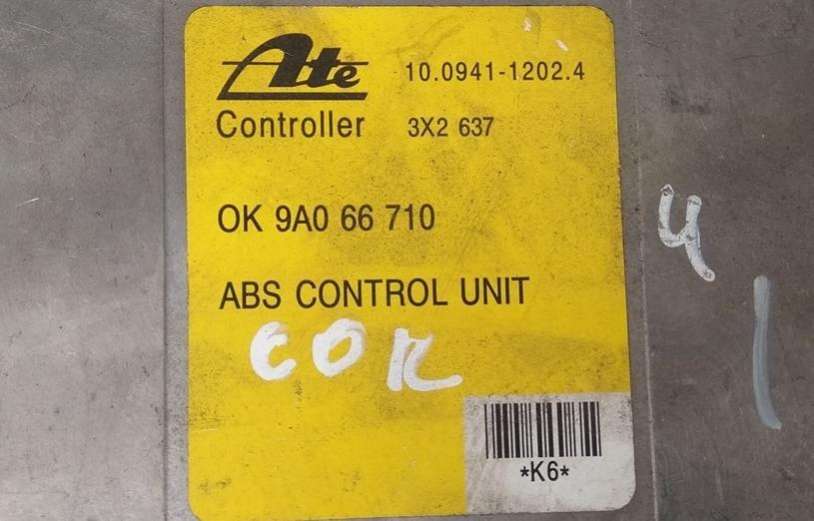 Ate 10.0941-1202.4
Controller 3X2 637
OK 9A0 66 710
ABS CONTROL UNIT
COR
*K6*